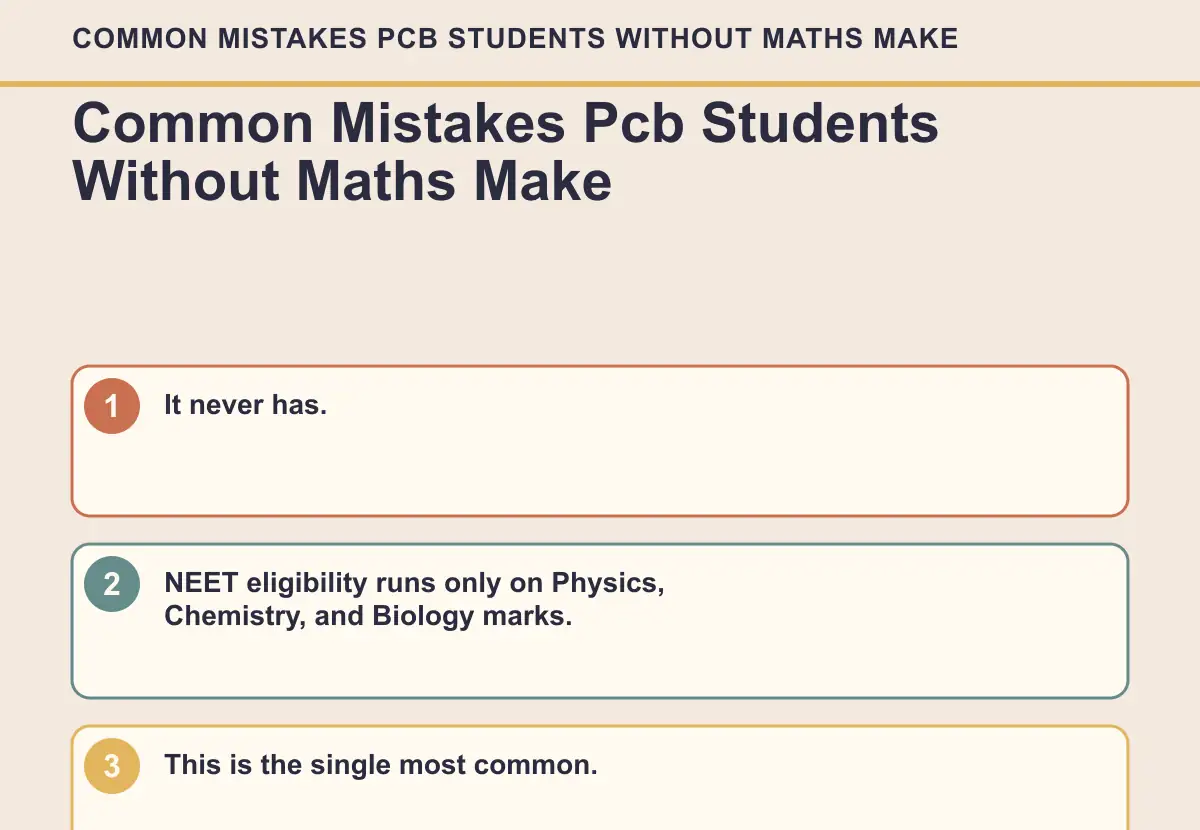 COMMON MISTAKES PCB STUDENTS WITHOUT MATHS MAKE
Common Mistakes Pcb Students
Without Maths Make
1
It never has.
2
NEET eligibility runs only on Physics,
Chemistry, and Biology marks.
3
This is the single most common.